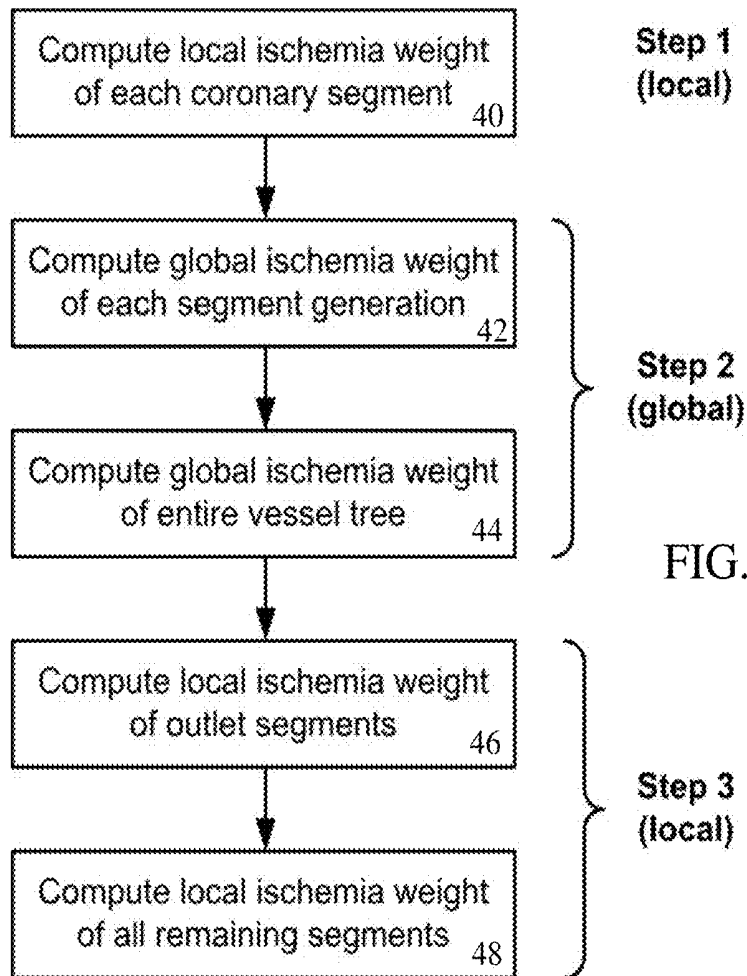 Compute local ischemia weight
of each coronary segment
40
Step 1
(local)
Compute global ischemia weight
of each segment generation
42
Compute global ischemia weight
of entire vessel tree
44
Step 2
(global)
FIG.
Compute local ischemia weight
of outlet segments
46
Compute local ischemia weight
of all remaining segments
48
Step 3
(local)